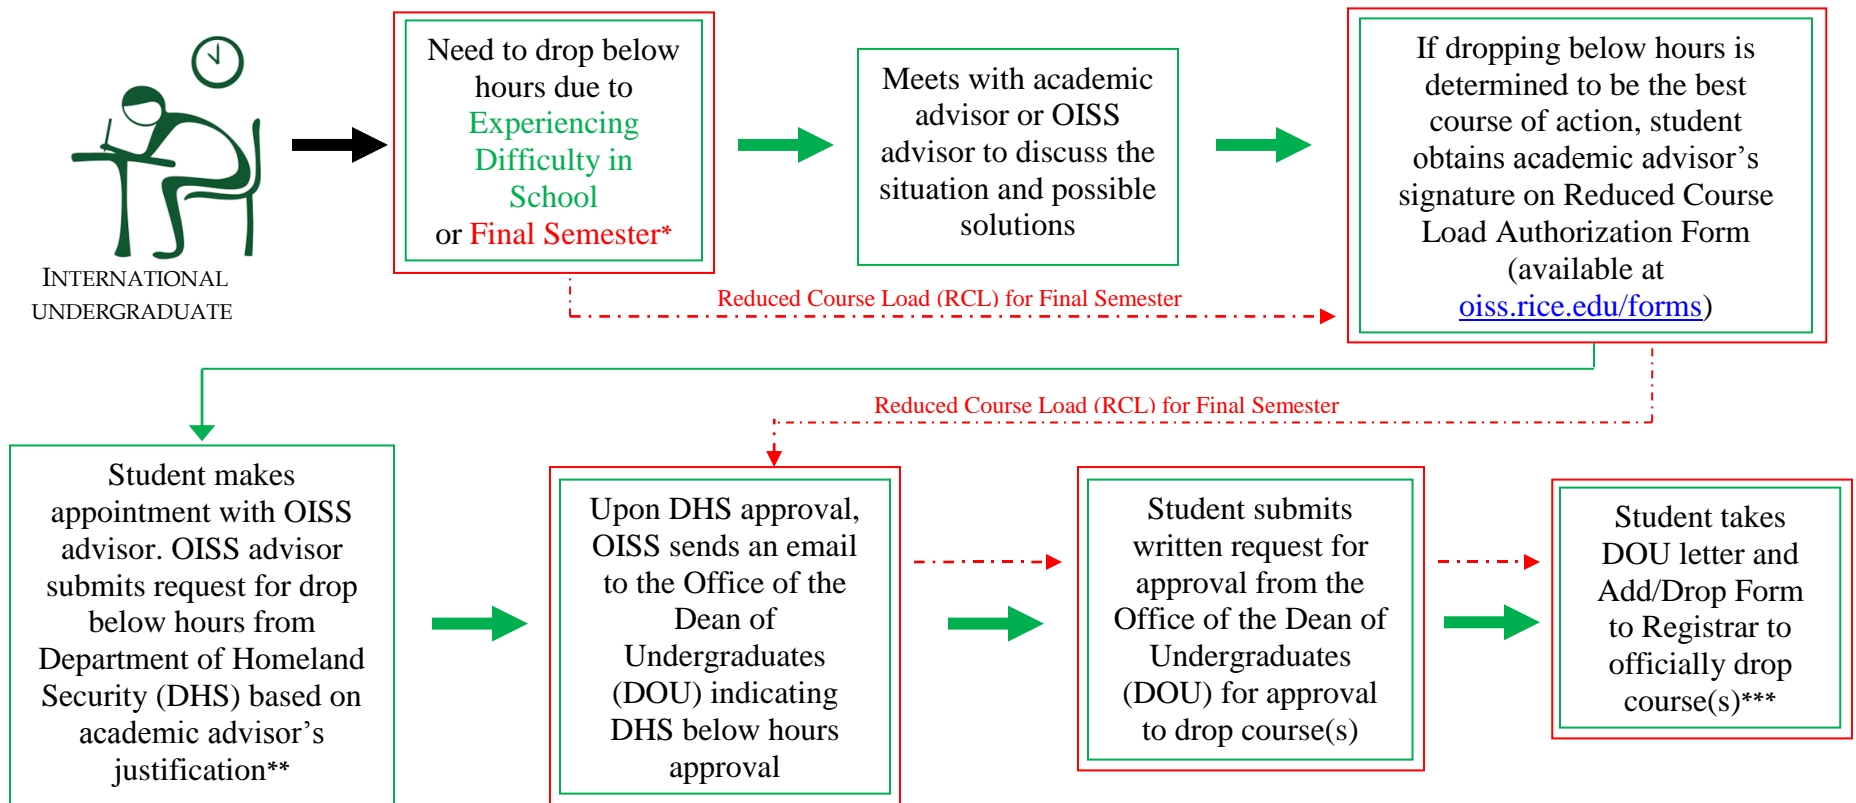 Need to drop below
hours due to
Experiencing
Difficulty in
School
or Final Semester*
Meets with academic
advisor or OISS
advisor to discuss the
situation and possible
solutions
If dropping below hours is
determined to be the best
course of action, student
obtains academic advisor’s
signature on Reduced Course
Load Authorization Form
(available at
oiss.rice.edu/forms)
INTERNATIONAL
UNDERGRADUATE
Reduced Course Load (RCL) for Final Semester
Reduced Course Load (RCL) for Final Semester
Student makes
appointment with OISS
advisor. OISS advisor
submits request for drop
below hours from
Department of Homeland
Security (DHS) based on
academic advisor’s
justification**
Upon DHS approval,
OISS sends an email
to the Office of the
Dean of
Undergraduates
(DOU) indicating
DHS below hours
approval
Student submits
written request for
approval from the
Office of the Dean of
Undergraduates
(DOU) for approval
to drop course(s)
Student takes
DOU letter and
Add/Drop Form
to Registrar to
officially drop
course(s)***